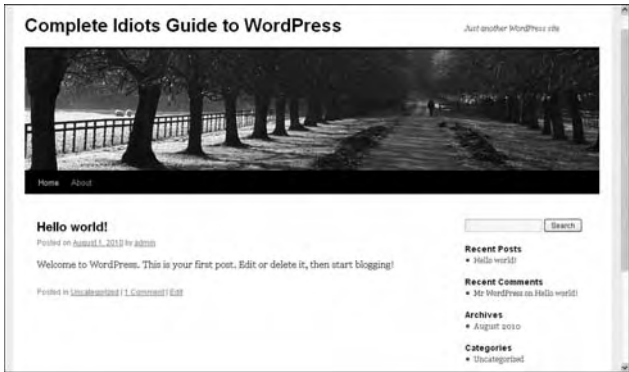 Complete Idiots Guide to WordPress
Just another WordPress site
Home About
Hello world!
Posted on August 1, 2010 by admin
Welcome to WordPress. This is your first post. Edit or delete it, then start blogging!
Posted in Uncategorized | 1 Comment | Edit
Search
Recent Posts
Hello world!
Recent Comments
Mr WordPress on Hello world!
Archives
August 2010
Categories
Uncategorized